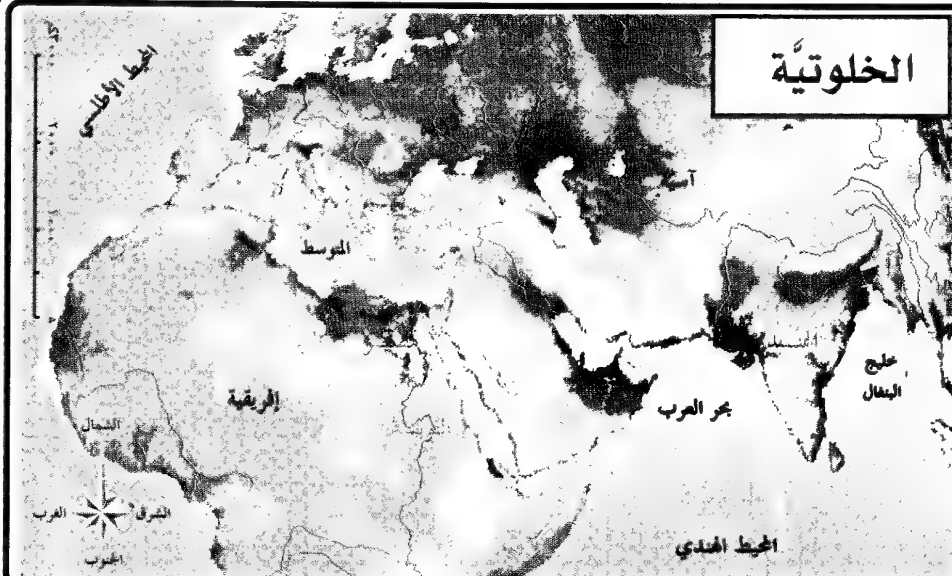 الخلوتيَّة
المحيط الأطلسي
آسيا
المتوسط
خليج
البنغال
إفريقية
بحر العرب
الشمال
الغرب
الشرق
الجنوب
المحيط الهندي